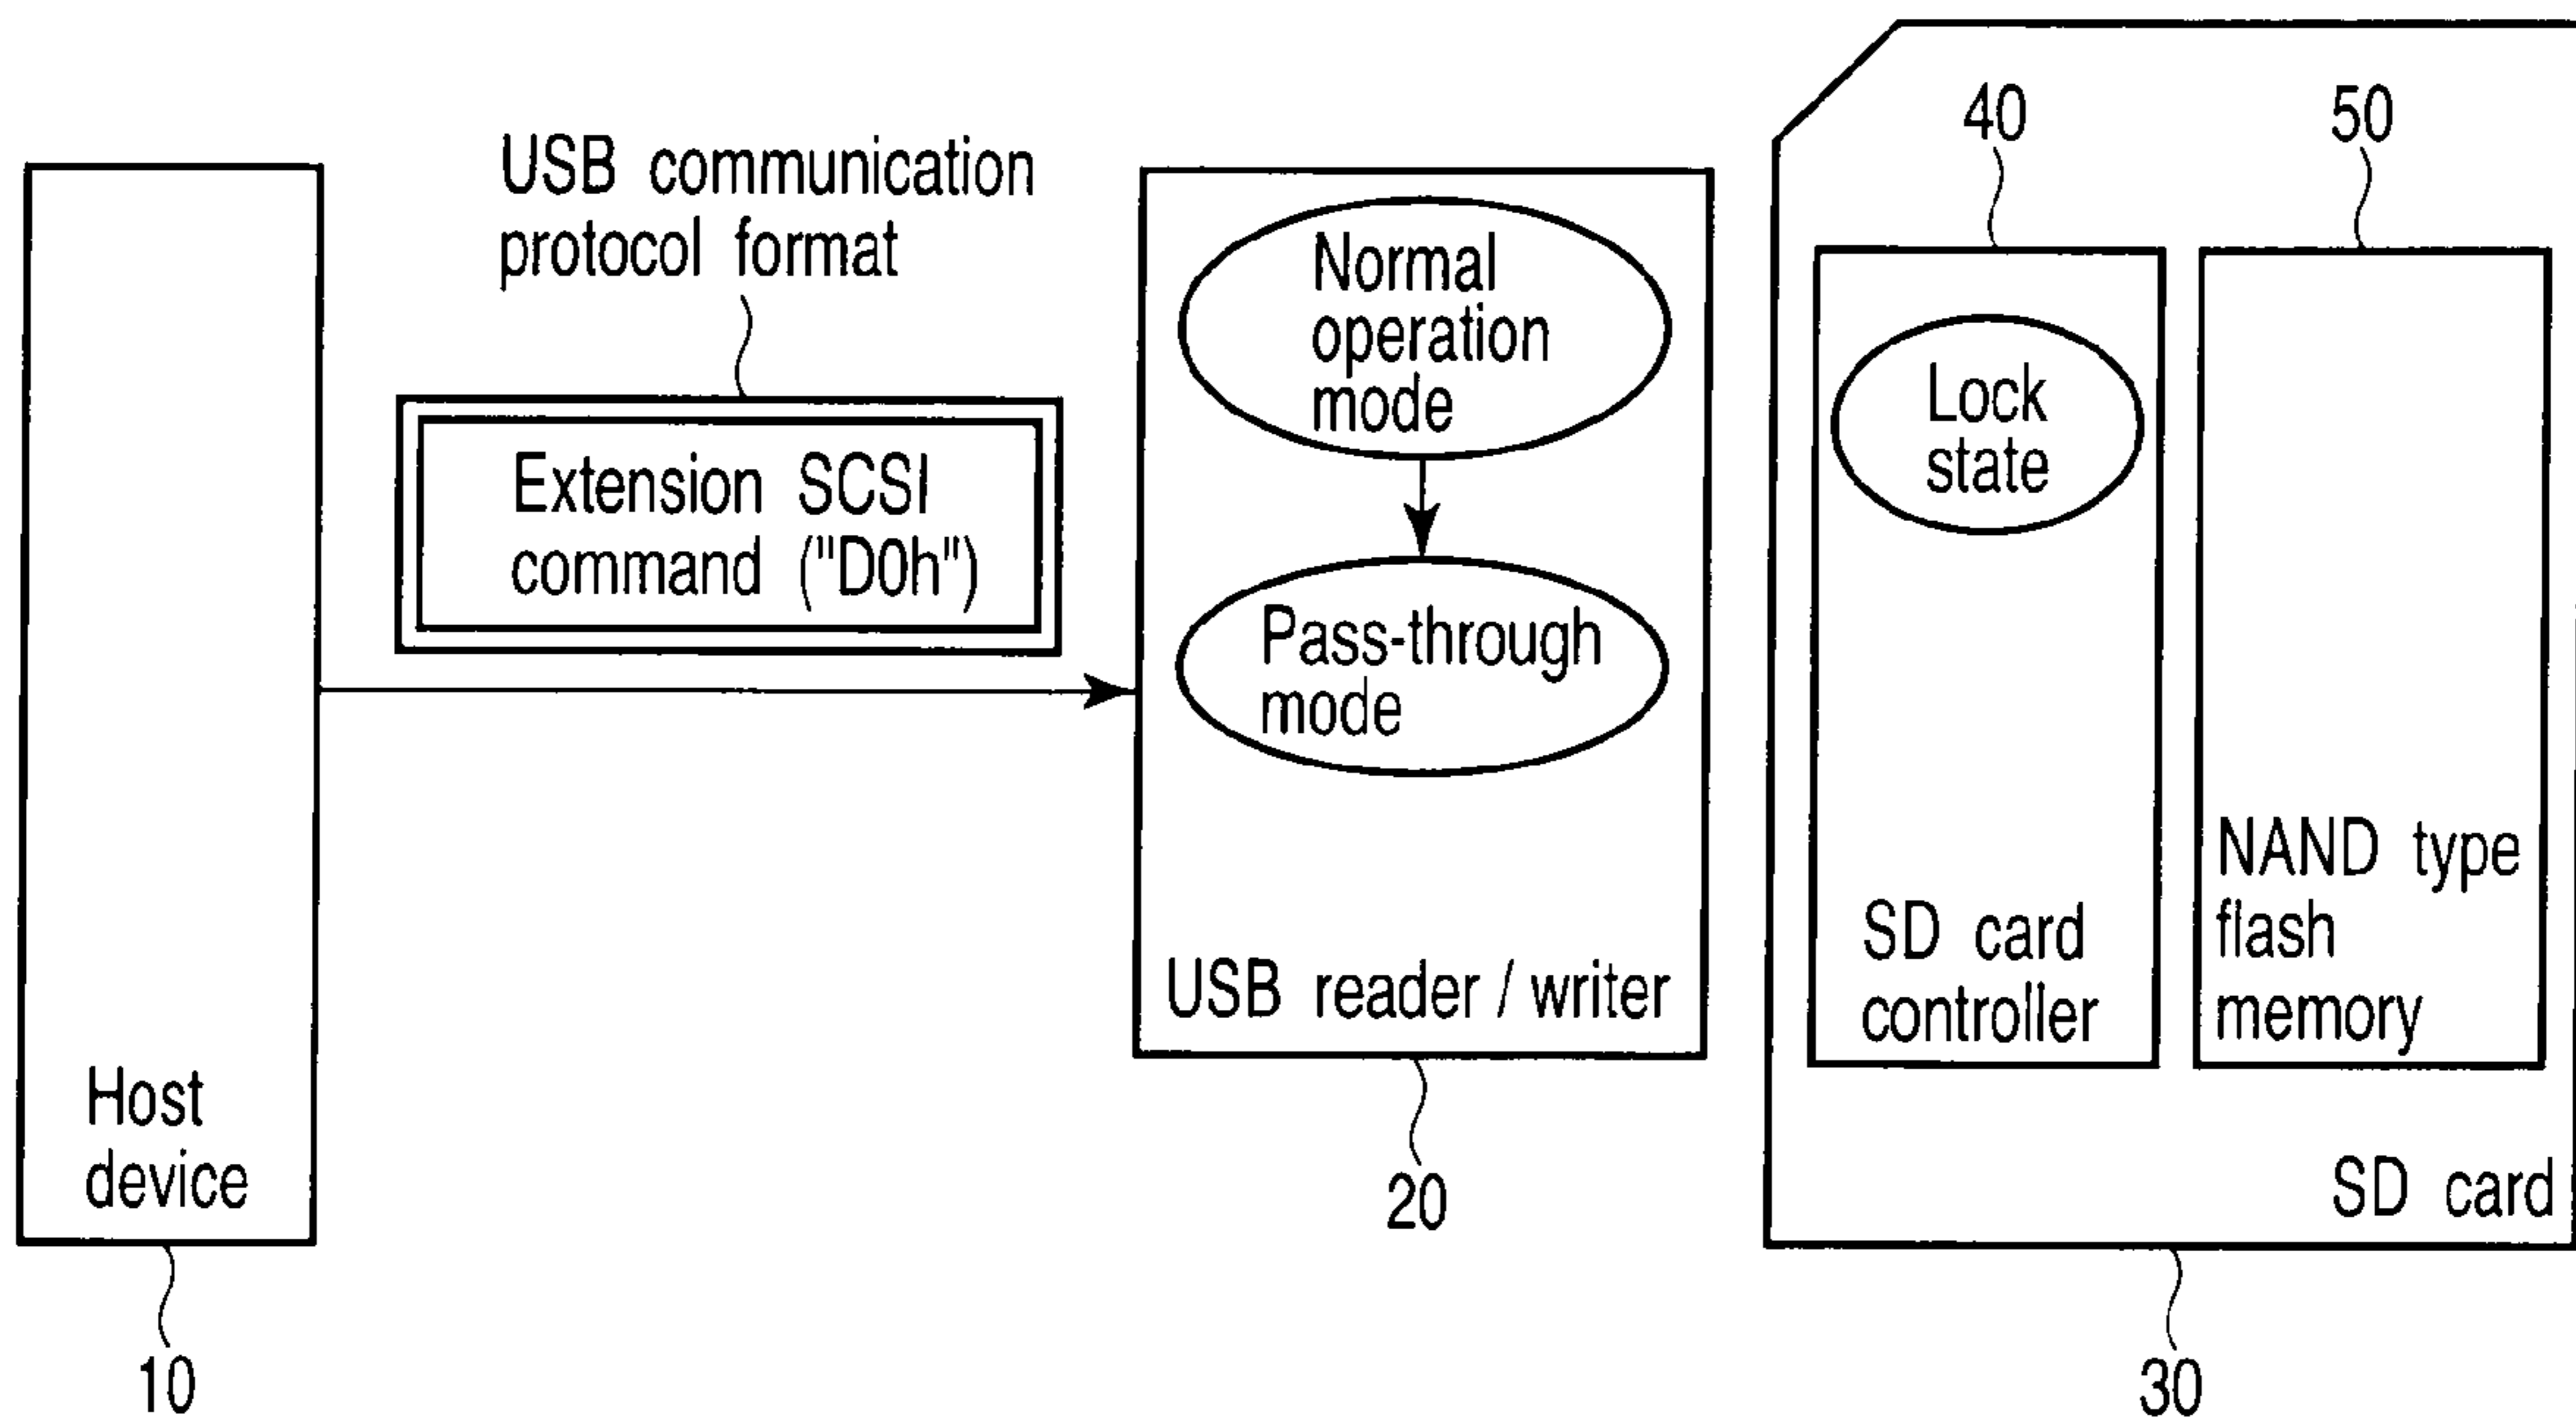 40
50
USB communication
protocol format
Normal
operation
mode
Lock
state
Extension SCSI
command ("D0h")
Pass-through
mode
NAND type
flash
memory
SD card
controller
USB reader / writer
Host
device
SD card
20
10
30